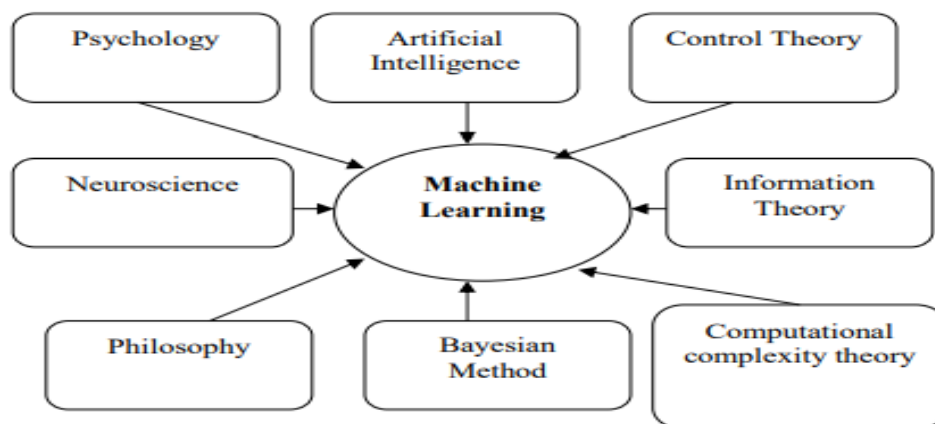 Psychology
Artificial
Intelligence
Control Theory
Neuroscience
Machine
Learning
Information
Theory
Philosophy
Bayesian
Method
Computational
complexity theory